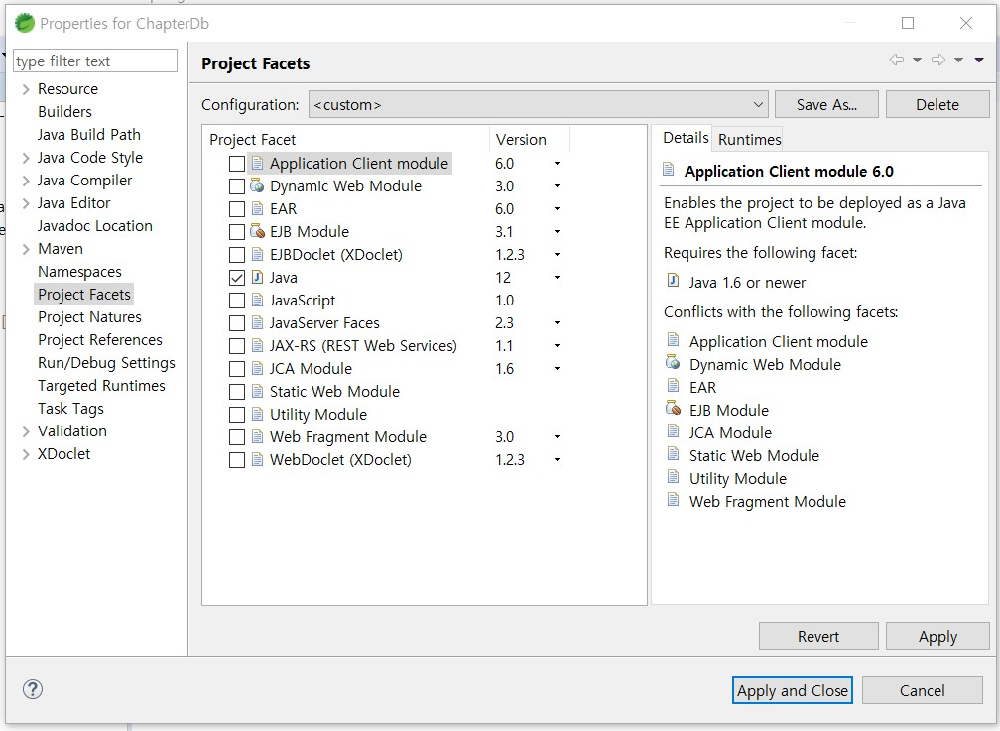 Properties for ChapterDb
type filter text
Resource
Builders
Java Build Path
Java Code Style
Java Compiler
Java Editor
Javadoc Location
Maven
Namespaces
Project Facets
Project Natures
Project References
Run/Debug Settings
Targeted Runtimes
Task Tags
Validation
XDoclet
Project Facets
Configuration: <custom> Save As... Delete
Project Facet Version
Application Client module 6.0
Dynamic Web Module 3.0
EAR 6.0
EJB Module 3.1
EJBDoclet (XDoclet) 1.2.3
Java 12
JavaScript 1.0
JavaServer Faces 2.3
JAX-RS (REST Web Services) 1.1
JCA Module 1.6
Static Web Module
Utility Module
Web Fragment Module 3.0
WebDoclet (XDoclet) 1.2.3
Details Runtimes
Application Client module 6.0
Enables the project to be deployed as a Java
EE Application Client module.
Requires the following facet:
Java 1.6 or newer
Conflicts with the following facets:
Application Client module
Dynamic Web Module
EAR
EJB Module
JCA Module
Static Web Module
Utility Module
Web Fragment Module
Revert Apply
Apply and Close Cancel